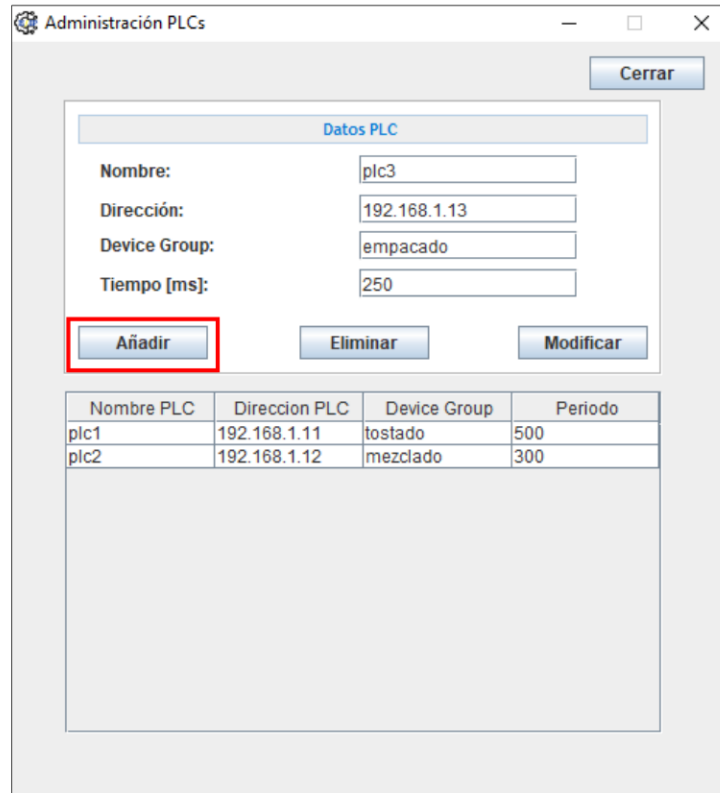 Administración PLCs
Cerrar
Datos PLC
Nombre: plc3
Dirección: 192.168.1.13
Device Group: empacado
Tiempo [ms]: 250
Añadir Eliminar Modificar
Nombre PLC Direccion PLC Device Group Periodo
plc1 192.168.1.11 tostado 500
plc2 192.168.1.12 mezclado 300